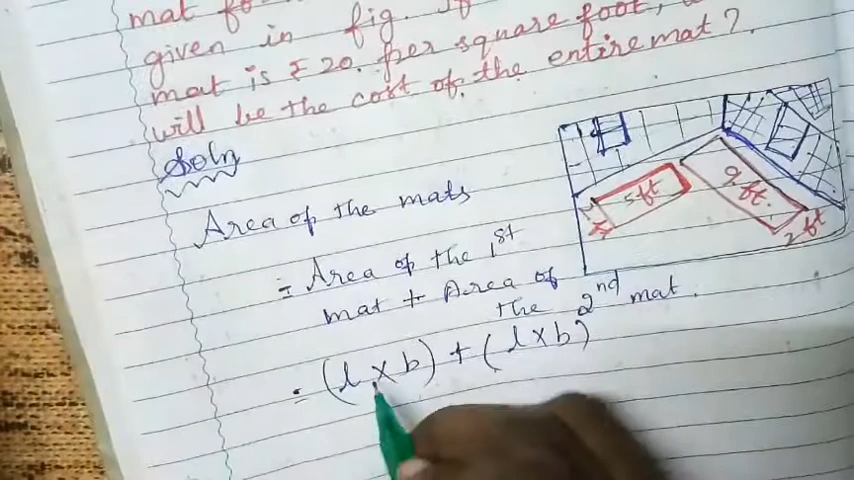 mat
given in fig.
mat is ₹ 20. per square foot,
will be the cost of the entire mat?
Soln
Area of the mats
= Area of the 1st
mat + Area of the 2nd mat.
= (l × b) + (l × b)
5 ft
9 ft.
2 ft